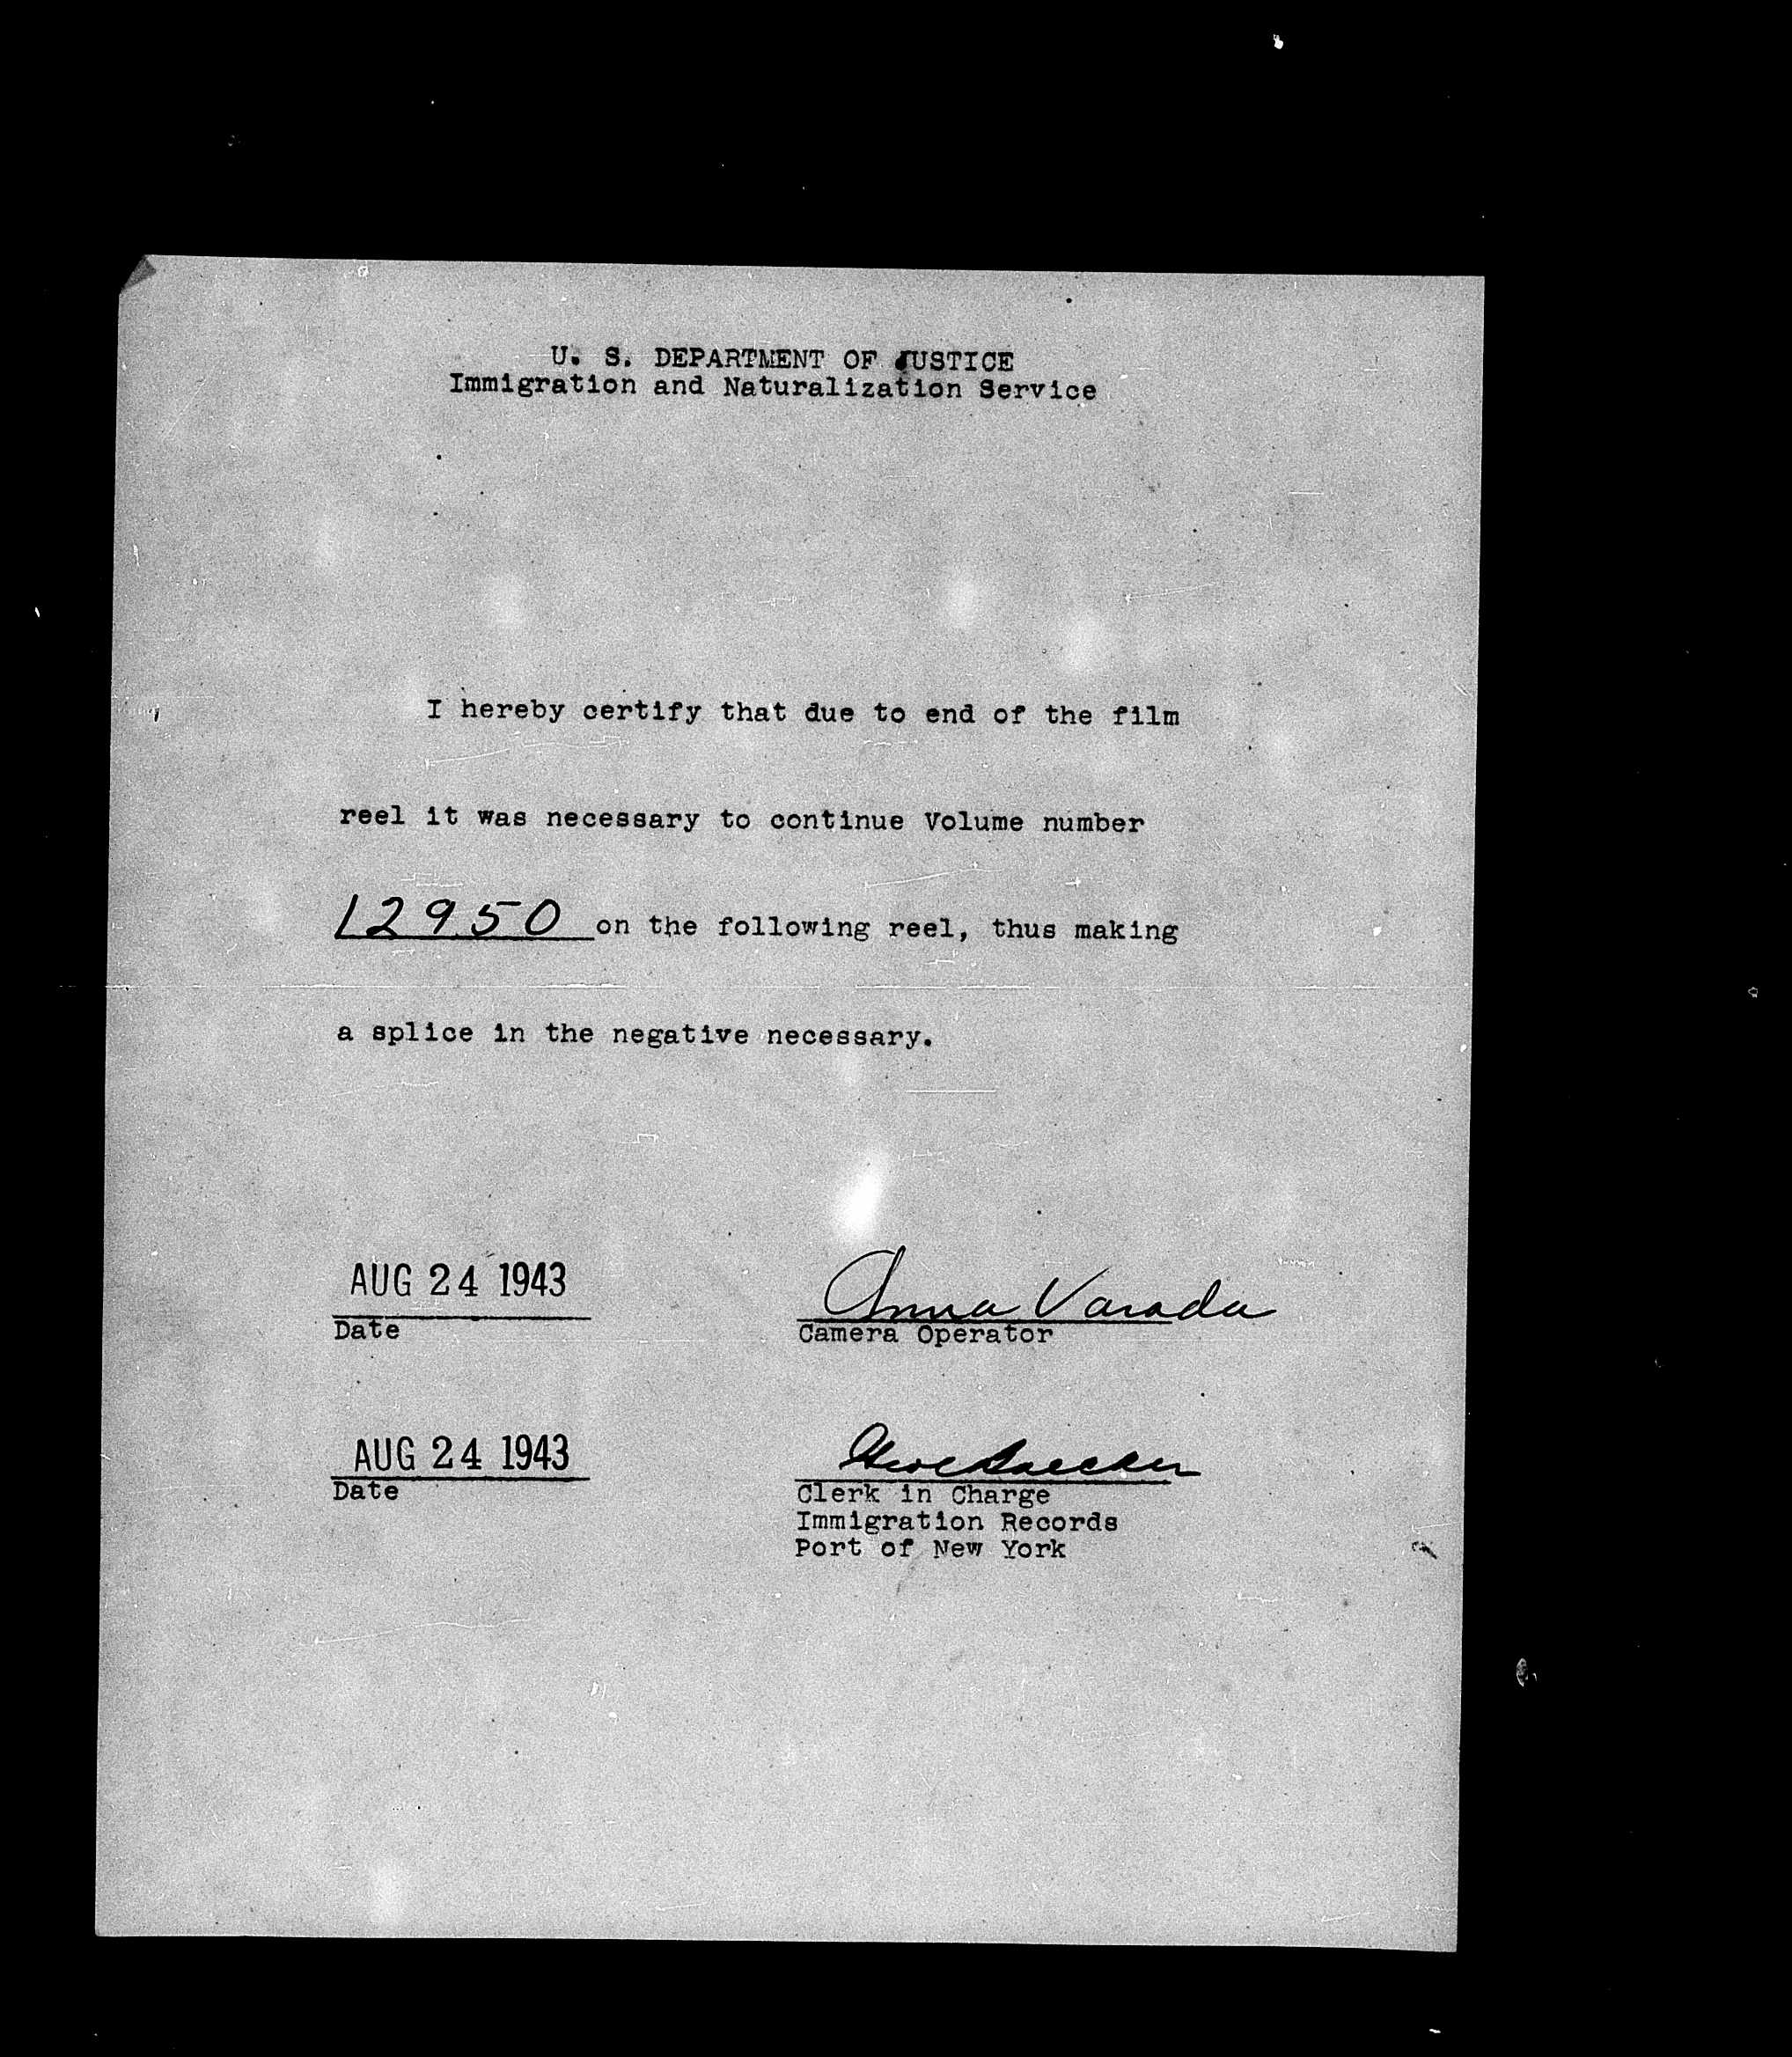 U. S. DEPARTMENT OF JUSTICE
Immigration and Naturalization Service
I hereby certify that due to end of the film
reel it was necessary to continue Volume number
12950 on the following reel, thus making
a splice in the negative necessary.
AUG 24 1943
Date
Anna Varada
Camera Operator
AUG 24 1943
Date
Clerk in Charge
Immigration Records
Port of New York